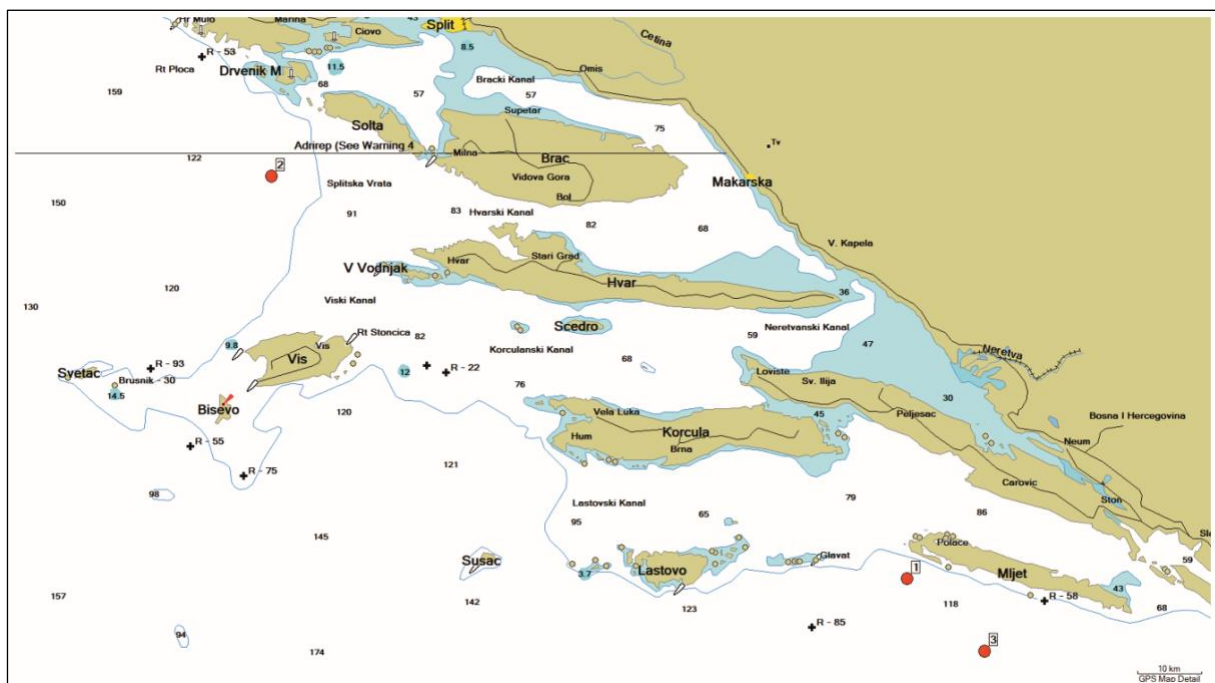 Hr Mulo
Marina
43
Split
Ciovo
8.5
Cetina
R - 53
Rt Ploca
Drvenik M
11.5
68
Omis
Bracki Kanal
57
57
159
Supetar
75
Solta
Tv
Adrirep (See Warning 4
Milna
Brac
122
2
Vidova Gora
Makarska
Splitska Vrata
Bol
150
91
83
Hvarski Kanal
82
68
V. Kapela
Stari Grad
Hvar
V Vodnjak
Hvar
120
36
Viski Kanal
130
Scedro
Rt Stoncica
82
59
Neretvanski Kanal
9.8
Vis
Vis
Korculanski Kanal
68
47
Neretva
R - 93
12
R - 22
Svetac
Brusnik - 30
14.5
Loviste
Sv. Ilija
76
30
Bisevo
120
Vela Luka
45
Peljesac
Bosna I Hercegovina
Korcula
Hum
Brna
Neum
R - 55
R - 75
121
Carovic
98
79
Ston
Lastovski Kanal
65
86
95
145
Polace
Sl
59
Susac
Glavat
Lastovo
3.7
1
Mljet
43
157
142
123
118
R - 58
68
R - 85
94
174
3
10 km
GPS Map Detail